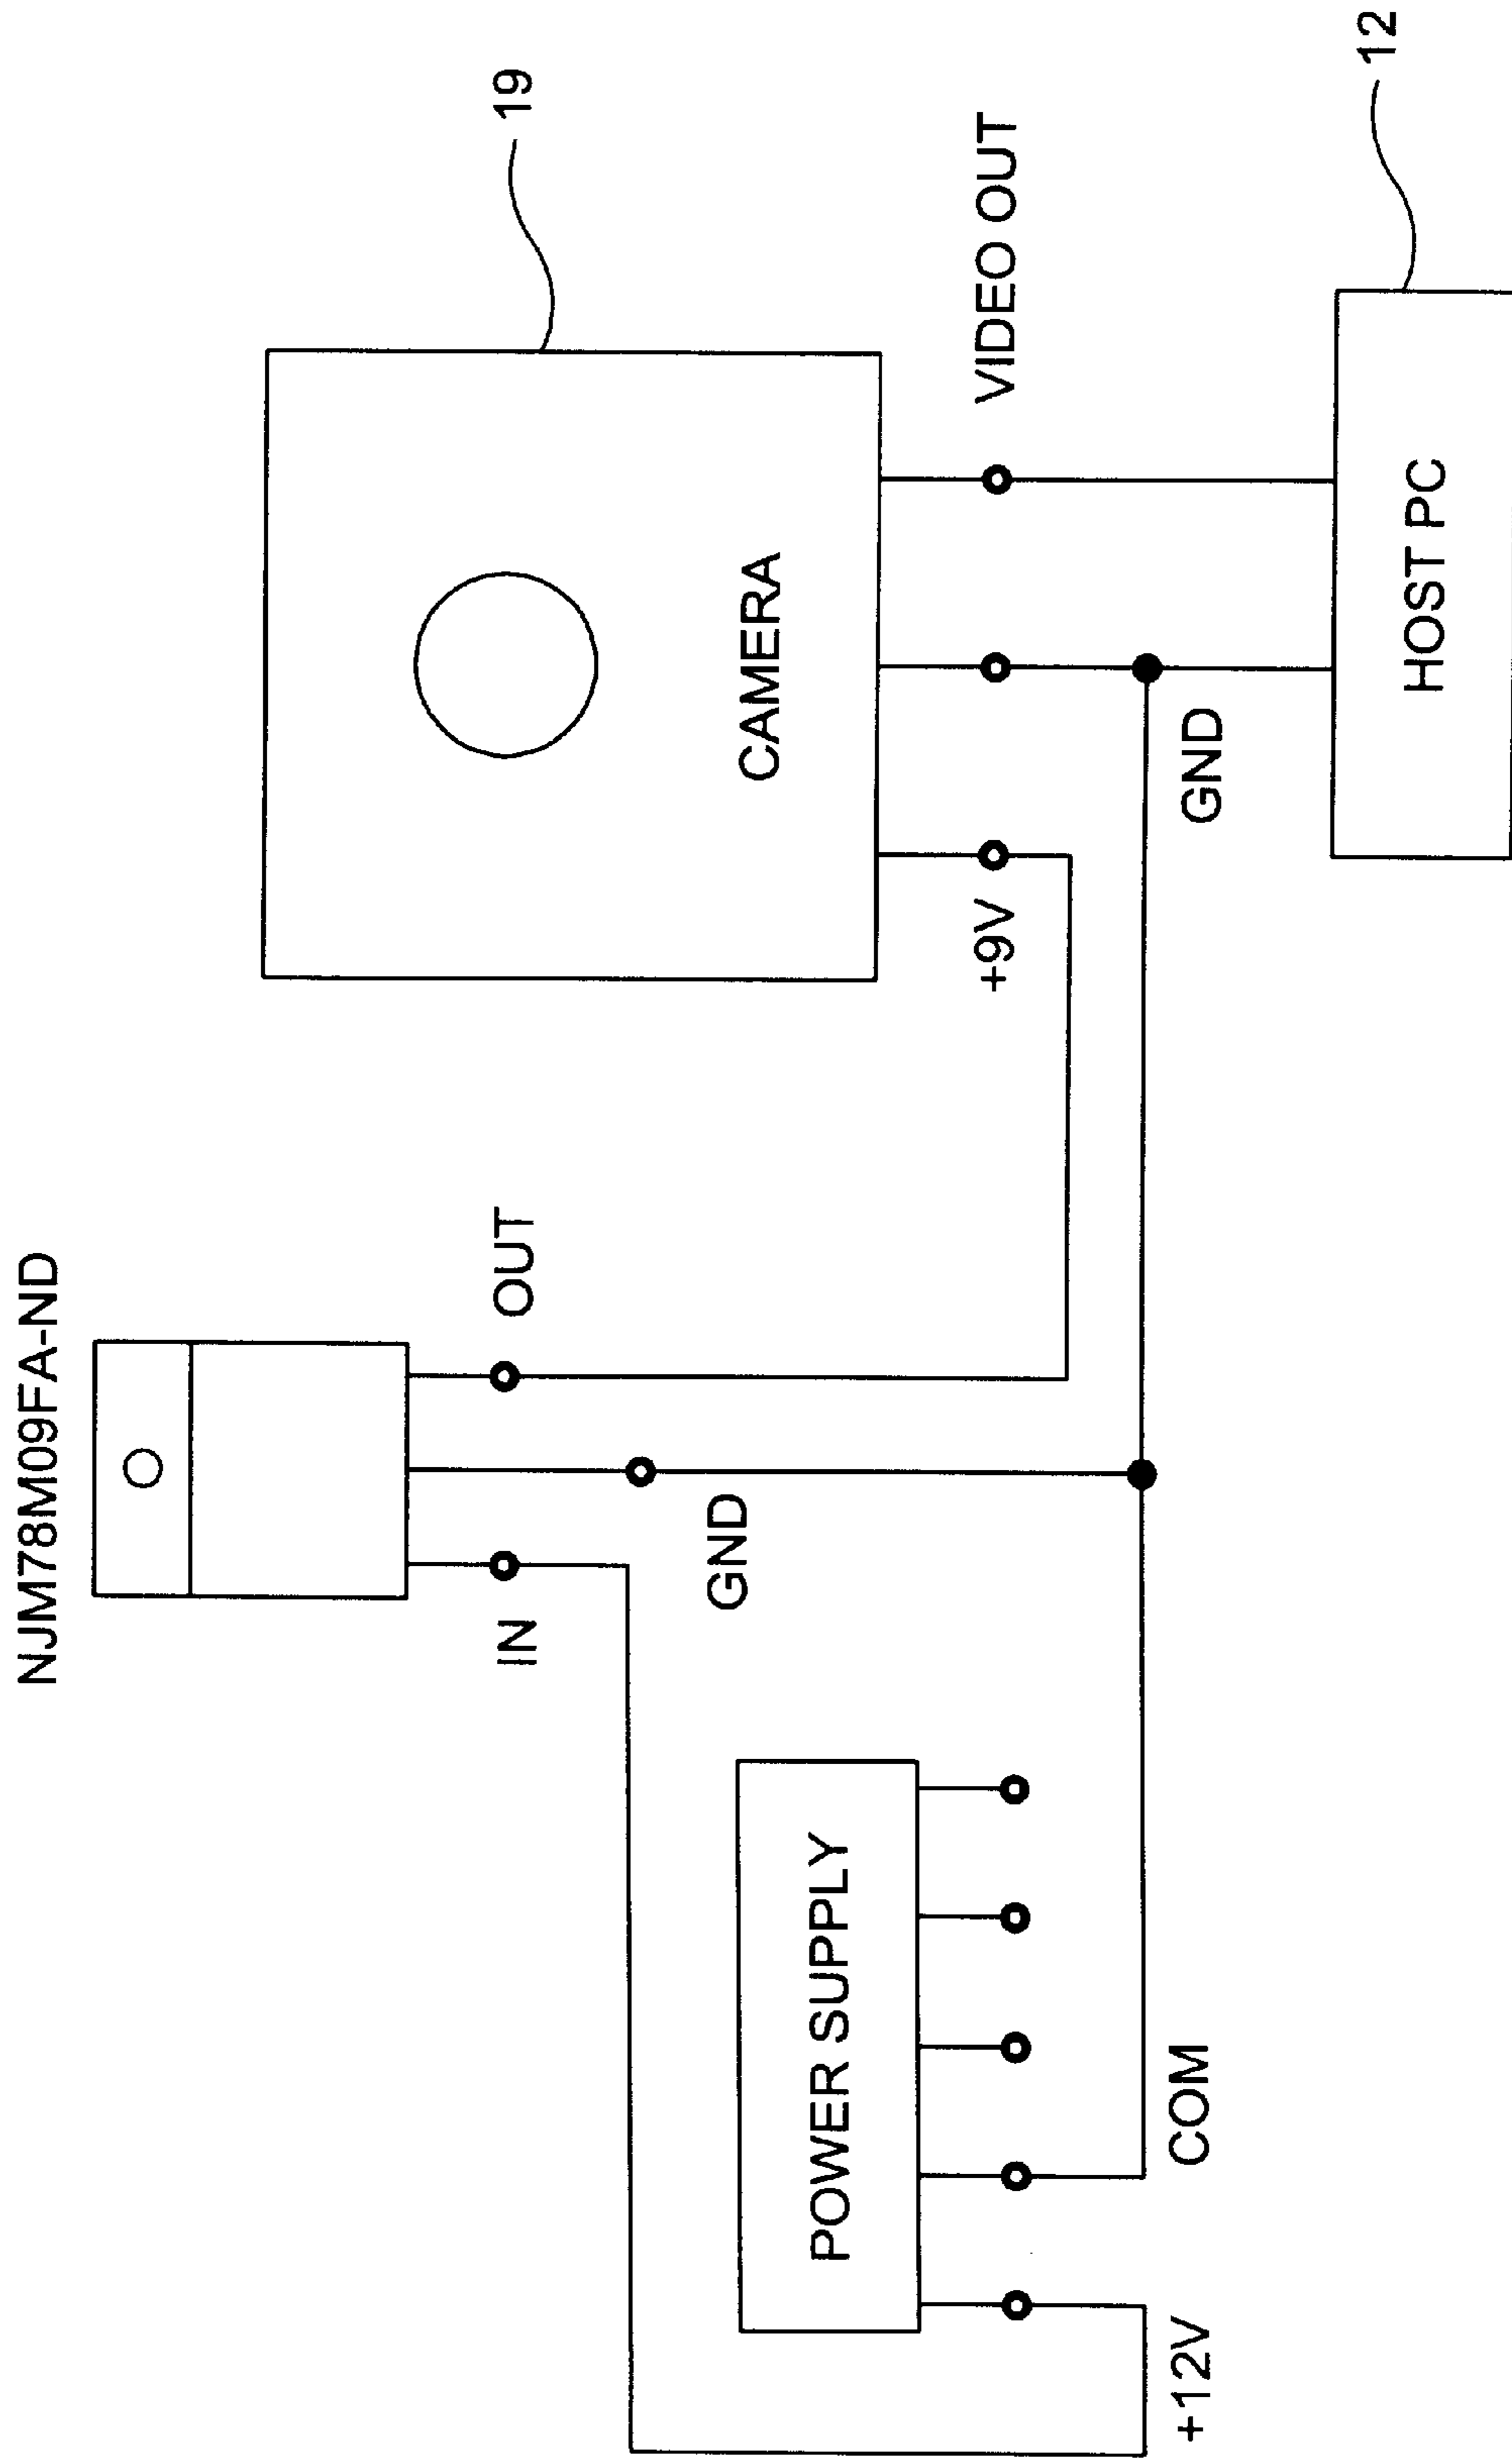 NJM78M09FA-ND
IN
GND
OUT
POWER SUPPLY
+12V
COM
19
CAMERA
+9V
GND
VIDEO OUT
HOST PC
12